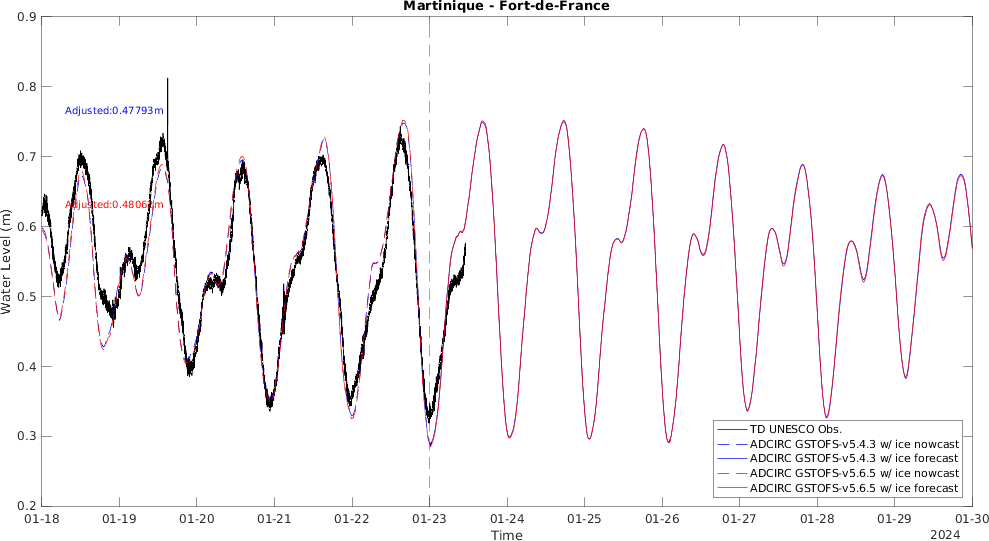 Martinique - Fort-de-France
0.9
0.8
0.7
0.6
0.5
0.4
0.3
0.2
Water Level (m)
Adjusted:0.47793m
Adjusted:0.48063m
TD UNESCO Obs.
ADCIRC GSTOFS-v5.4.3 w/ ice nowcast
ADCIRC GSTOFS-v5.4.3 w/ ice forecast
ADCIRC GSTOFS-v5.6.5 w/ ice nowcast
ADCIRC GSTOFS-v5.6.5 w/ ice forecast
01-18 01-19 01-20 01-21 01-22 01-23 01-24 01-25 01-26 01-27 01-28 01-29 01-30
Time
2024